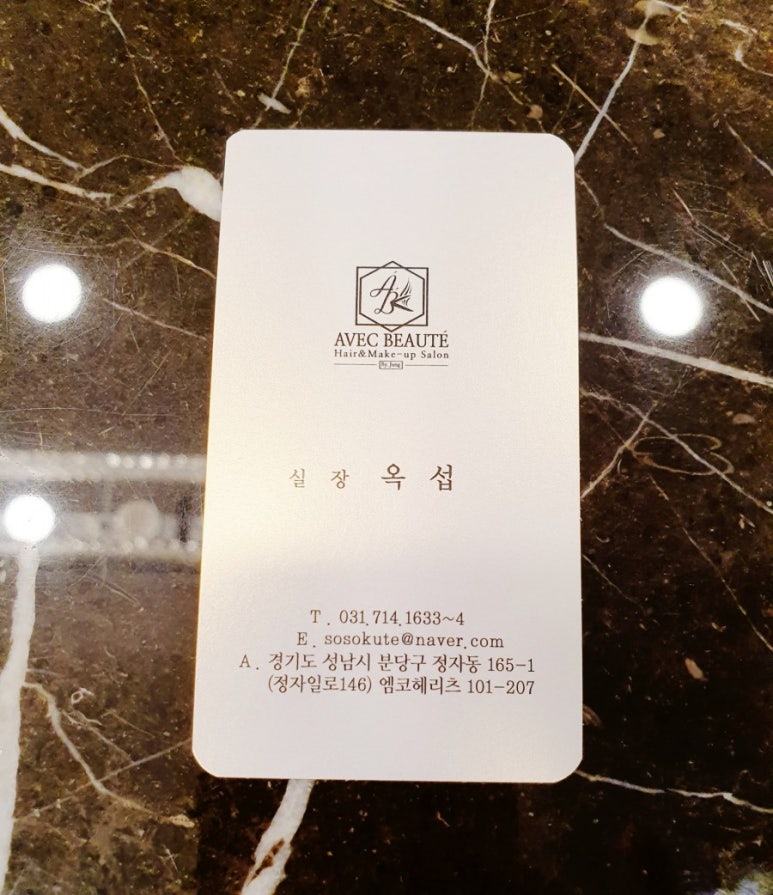 AVEC BEAUTÉ
Hair&Make-up Salon
By. Jung
실 장 옥 섭
T . 031.714.1633~4
E . sosokute@naver.com
A . 경기도 성남시 분당구 정자동 165-1
(정자일로146) 엠코헤리츠 101-207